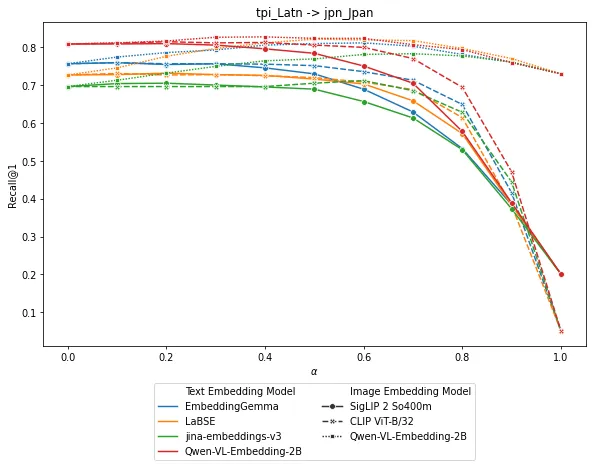 tpi_Latn -> jpn_Jpan
Recall@1
0.8
0.7
0.6
0.5
0.4
0.3
0.2
0.1
0.0
0.2
0.4
0.6
0.8
1.0
α
Text Embedding Model
EmbeddingGemma
LaBSE
jina-embeddings-v3
Qwen-VL-Embedding-2B
Image Embedding Model
SigLIP 2 So400m
CLIP ViT-B/32
Qwen-VL-Embedding-2B